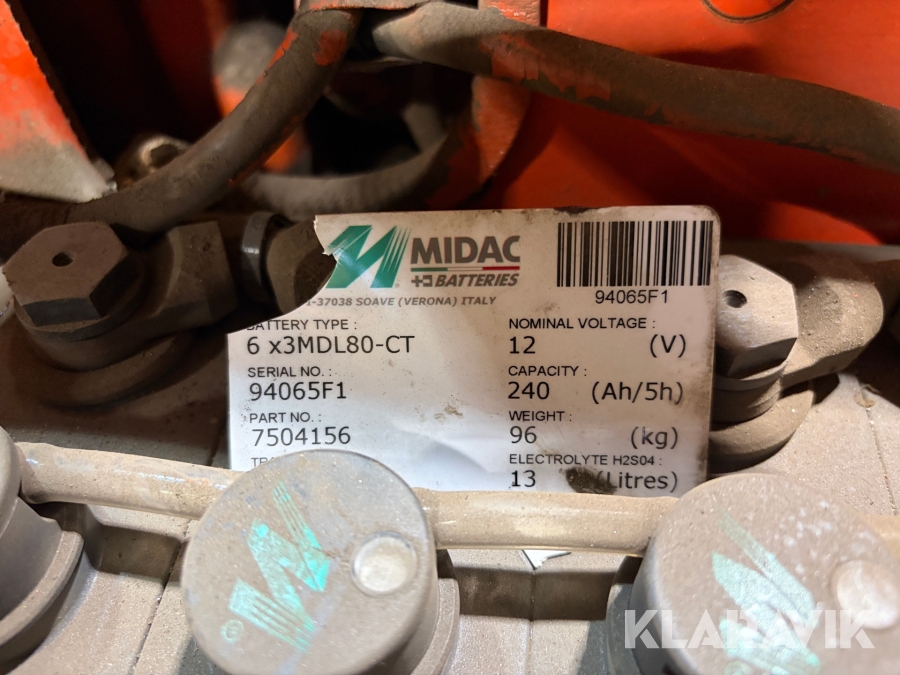 MIDAC
BATTERIES
I-37038 SOAVE (VERONA) ITALY
94065F1
BATTERY TYPE :
6 x3MDL80-CT
SERIAL NO. :
94065F1
PART NO. :
7504156
NOMINAL VOLTAGE :
12 (V)
CAPACITY :
240 (Ah/5h)
WEIGHT :
96 (kg)
ELECTROLYTE H2S04 :
13 (Litres)
KLARAVIK